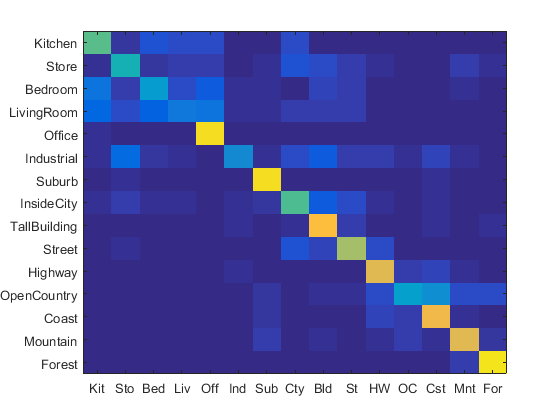 Kitchen
Store
Bedroom
LivingRoom
Office
Industrial
Suburb
InsideCity
TallBuilding
Street
Highway
OpenCountry
Coast
Mountain
Forest
Kit Sto Bed Liv Off Ind Sub Cty Bld St HW OC Cst Mnt For